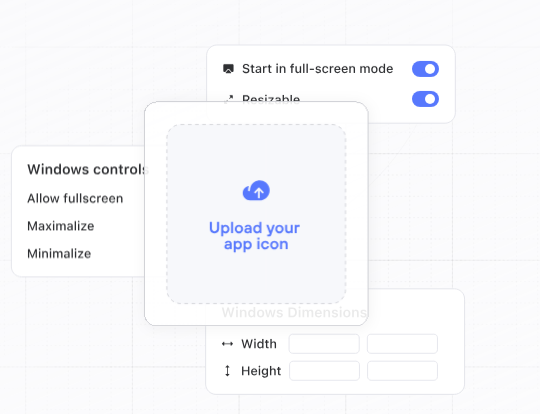 Start in full-screen mode
Resizable
Windows controls
Allow fullscreen
Maximalize
Minimalize
Upload your
app icon
Windows Dimensions
Width
Height